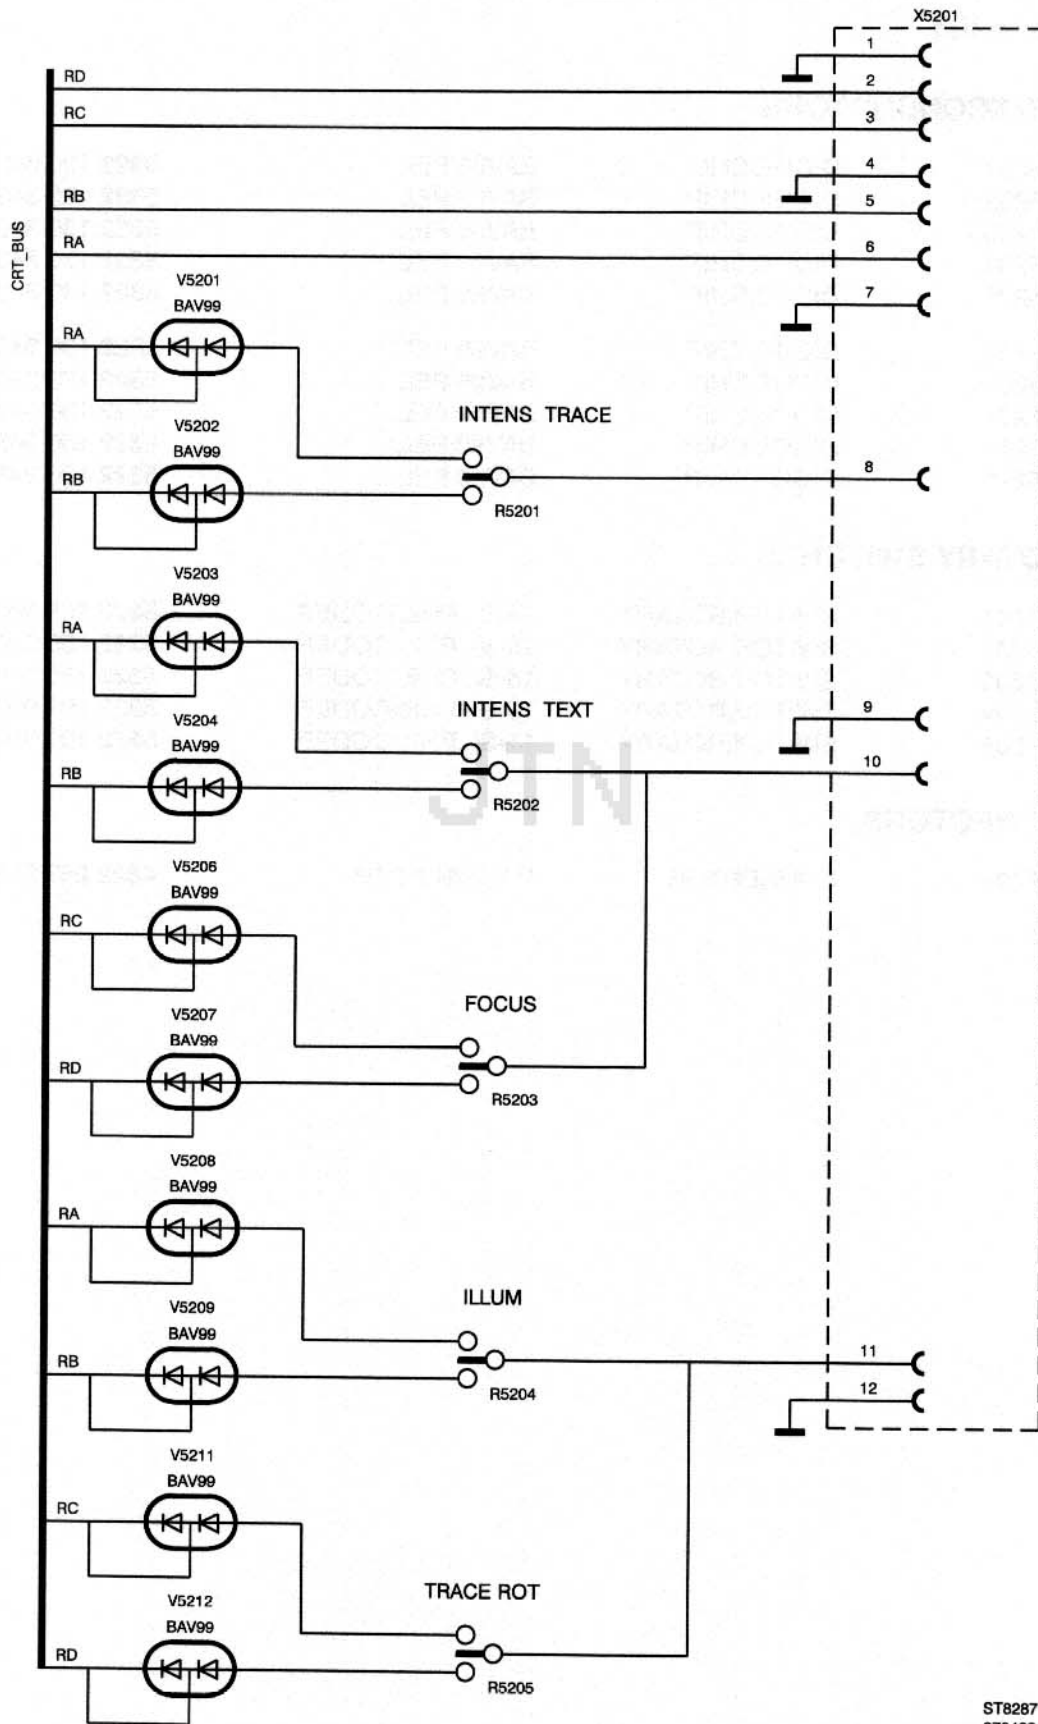 X5201
1
RD
2
RC
3
4
RB
5
RA
6
CRT_BUS
7
V5201
BAV99
RA
INTENS TRACE
V5202
BAV99
RB
8
R5201
V5203
BAV99
RA
INTENS TEXT
9
V5204
BAV99
RB
10
R5202
JTN
V5206
BAV99
RC
FOCUS
V5207
BAV99
RD
R5203
V5208
BAV99
RA
ILLUM
V5209
BAV99
RB
11
R5204
12
V5211
BAV99
RC
TRACE ROT
V5212
BAV99
RD
R5205
ST8287